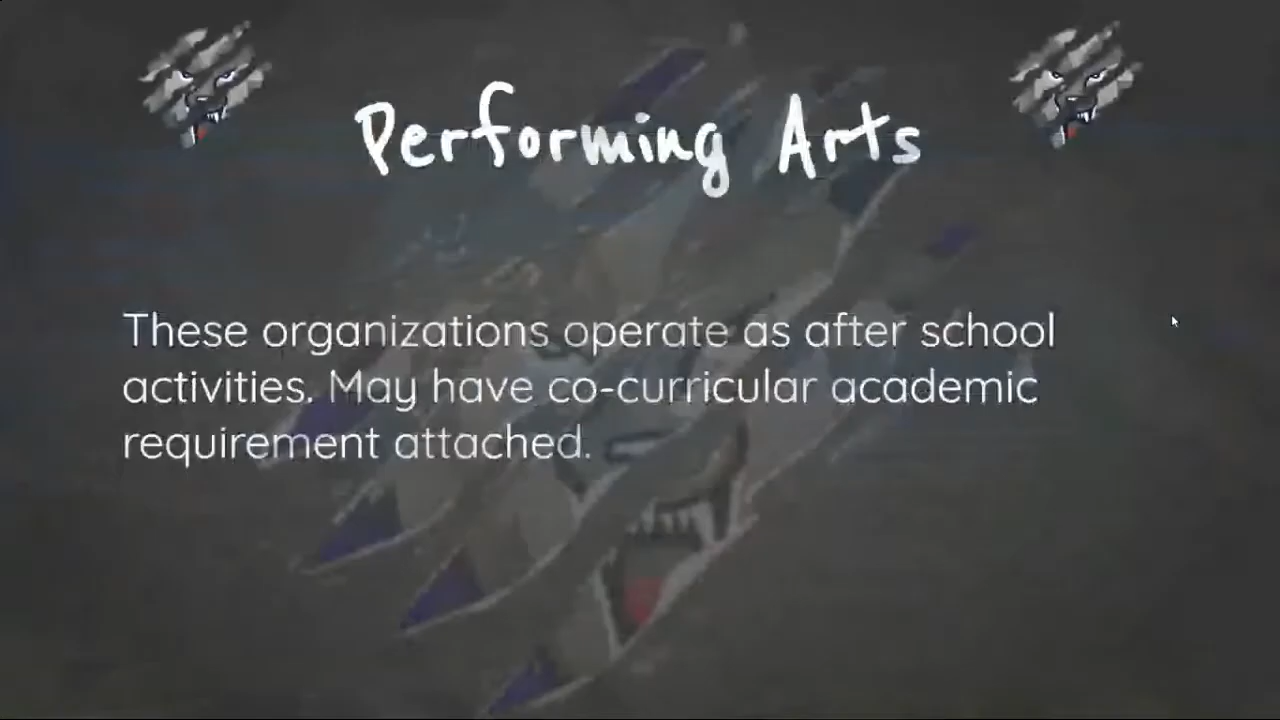 Performing Arts
These organizations operate as after school
activities. May have co-curricular academic
requirement attached.